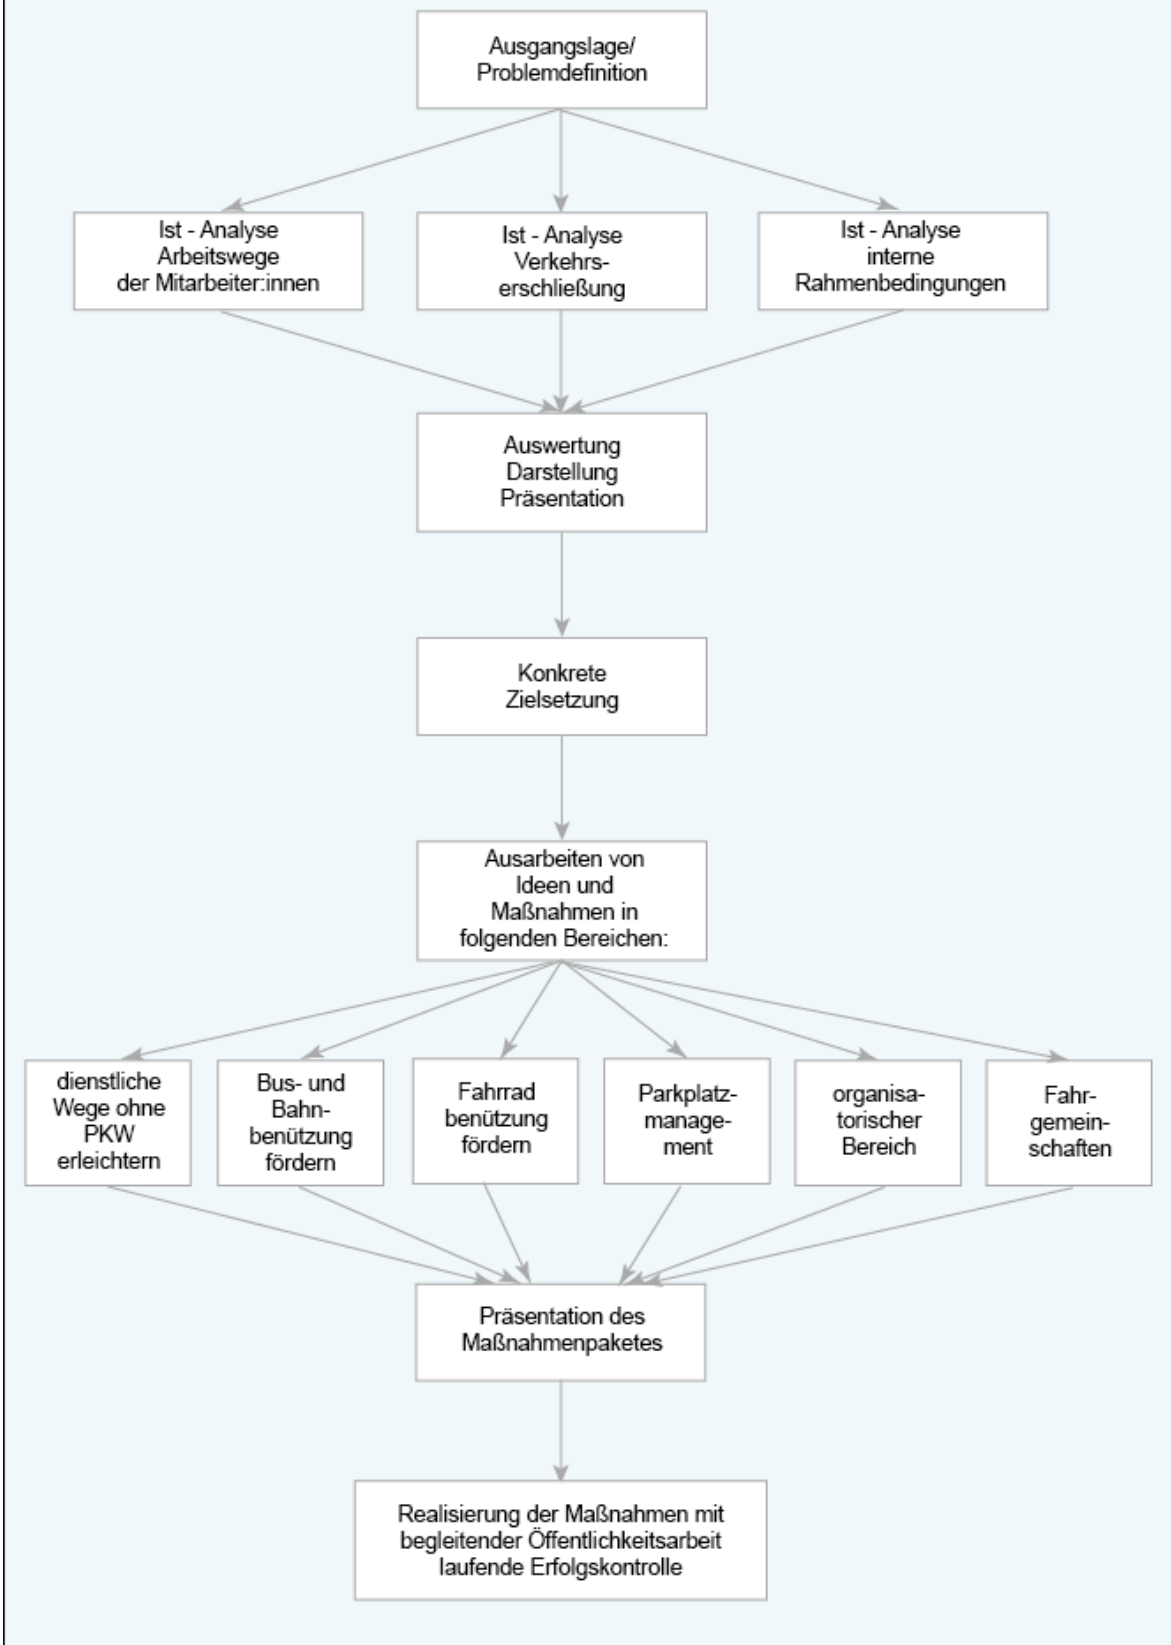 Ausgangslage/
Problemdefinition
Ist - Analyse
Arbeitswege
der Mitarbeiter:innen
Ist - Analyse
Verkehrs-
erschließung
Ist - Analyse
interne
Rahmenbedingungen
Auswertung
Darstellung
Präsentation
Konkrete
Zielsetzung
Ausarbeiten von
Ideen und
Maßnahmen in
folgenden Bereichen:
dienstliche
Wege ohne
PKW
erleichtern
Bus- und
Bahn-
benützung
fördern
Fahrrad
benützung
fördern
Parkplatz-
manage-
ment
organisa-
torischer
Bereich
Fahr-
gemein-
schaften
Präsentation des
Maßnahmenpaketes
Realisierung der Maßnahmen mit
begleitender Öffentlichkeitsarbeit
laufende Erfolgskontrolle